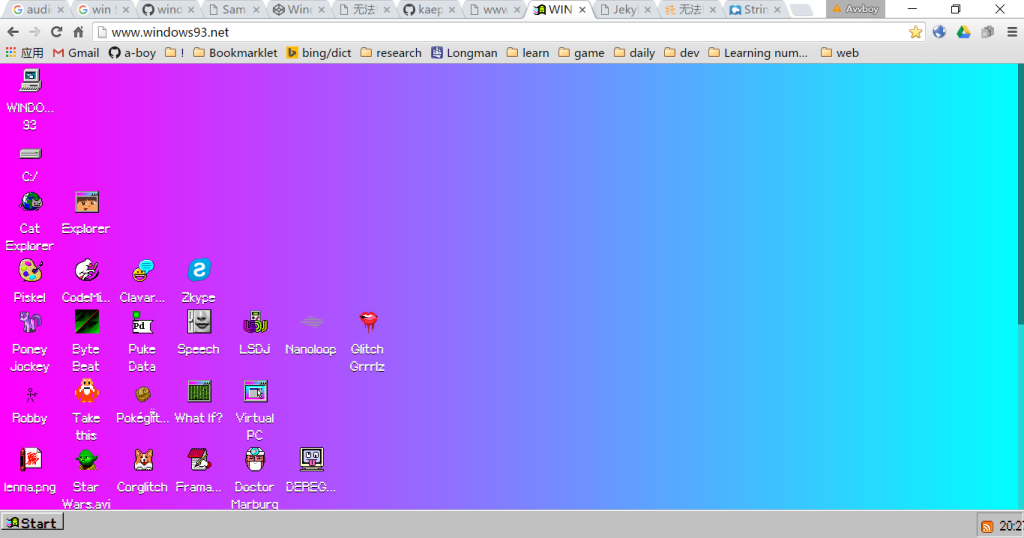 audi
win
wind
Sam
Wind
无法
kaep
www
WIN
Jekyl
无法
Strin
Avvboy
www.windows93.net
应用
Gmail
a-boy
!
Bookmarklet
bing/dict
research
Longman
learn
game
daily
dev
Learning num...
web
WINDO...
93
C:/
Cat
Explorer
Explorer
Piskel
CodeMi...
Clavar...
Zkype
Poney
Jockey
Byte
Beat
Pd
Puke
Data
Speech
LSDJ
Nanoloop
Glitch
Grrrlz
Robby
Take
this
Pokéglit...
What If?
Virtual
PC
lenna.png
Star
Wars.avi
Corglitch
Frama...
Doctor
Marburg
DEREG...
Start
20:27